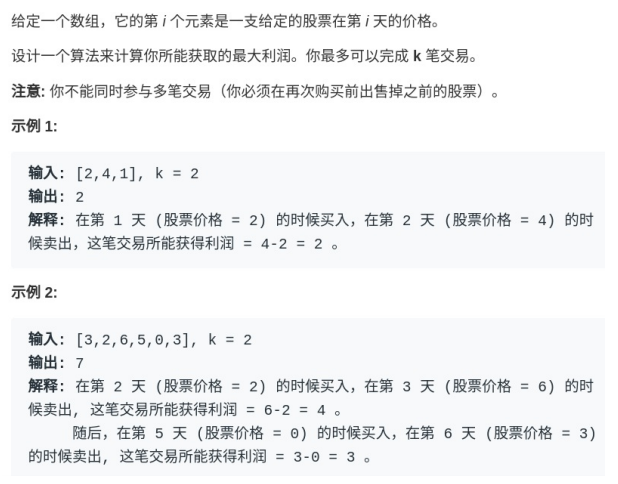 给定一个数组，它的第 i 个元素是一支给定的股票在第 i 天的价格。
设计一个算法来计算你所能获取的最大利润。你最多可以完成 k 笔交易。
注意: 你不能同时参与多笔交易（你必须在再次购买前出售掉之前的股票）。
示例 1:
输入: [2,4,1], k = 2
输出: 2
解释: 在第 1 天 (股票价格 = 2) 的时候买入，在第 2 天 (股票价格 = 4) 的时
候卖出，这笔交易所能获得利润 = 4-2 = 2 。
示例 2:
输入: [3,2,6,5,0,3], k = 2
输出: 7
解释: 在第 2 天 (股票价格 = 2) 的时候买入，在第 3 天 (股票价格 = 6) 的时
候卖出, 这笔交易所能获得利润 = 6-2 = 4 。
随后，在第 5 天 (股票价格 = 0) 的时候买入，在第 6 天 (股票价格 = 3)
的时候卖出, 这笔交易所能获得利润 = 3-0 = 3 。